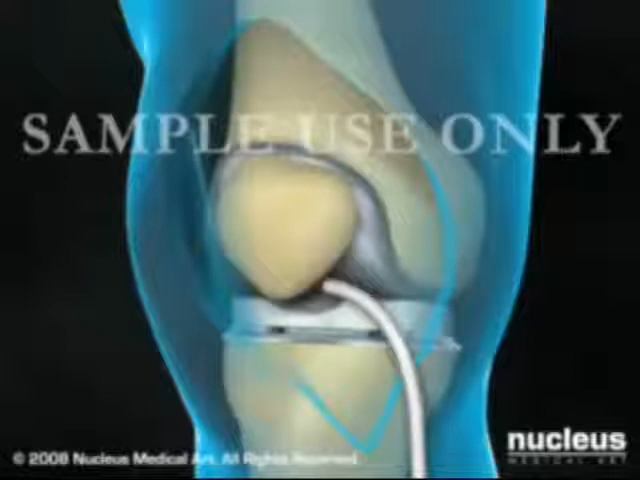 SAMPLE USE ONLY
nucleus
MEDICAL ART
© 2008 Nucleus Medical Art. All Rights Reserved.